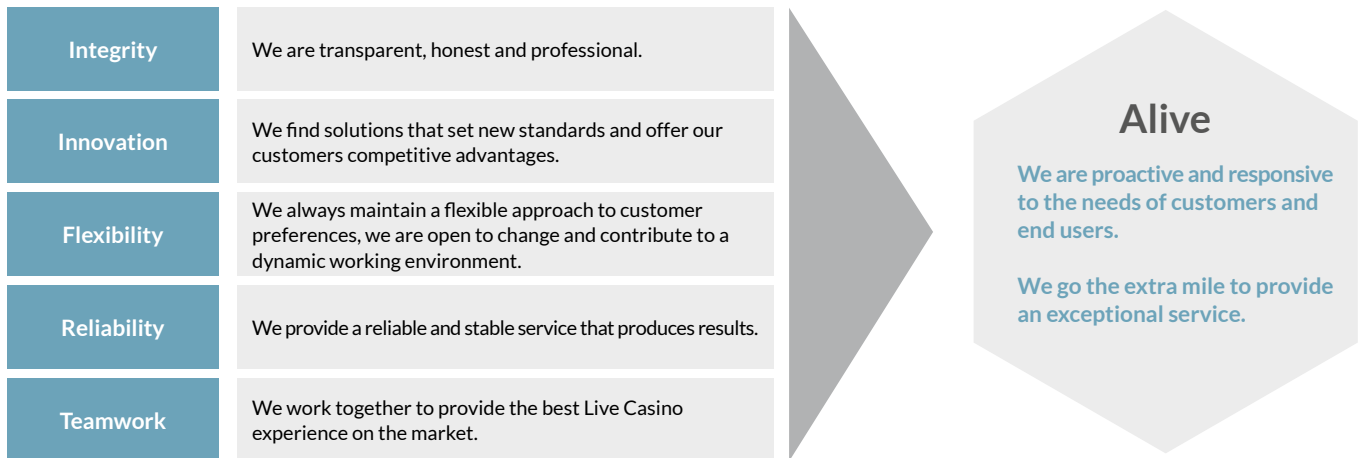 Integrity
We are transparent, honest and professional.
Innovation
We find solutions that set new standards and offer our
customers competitive advantages.
Flexibility
We always maintain a flexible approach to customer
preferences, we are open to change and contribute to a
dynamic working environment.
Reliability
We provide a reliable and stable service that produces results.
Teamwork
We work together to provide the best Live Casino
experience on the market.
Alive
We are proactive and responsive
to the needs of customers and
end users.
We go the extra mile to provide
an exceptional service.